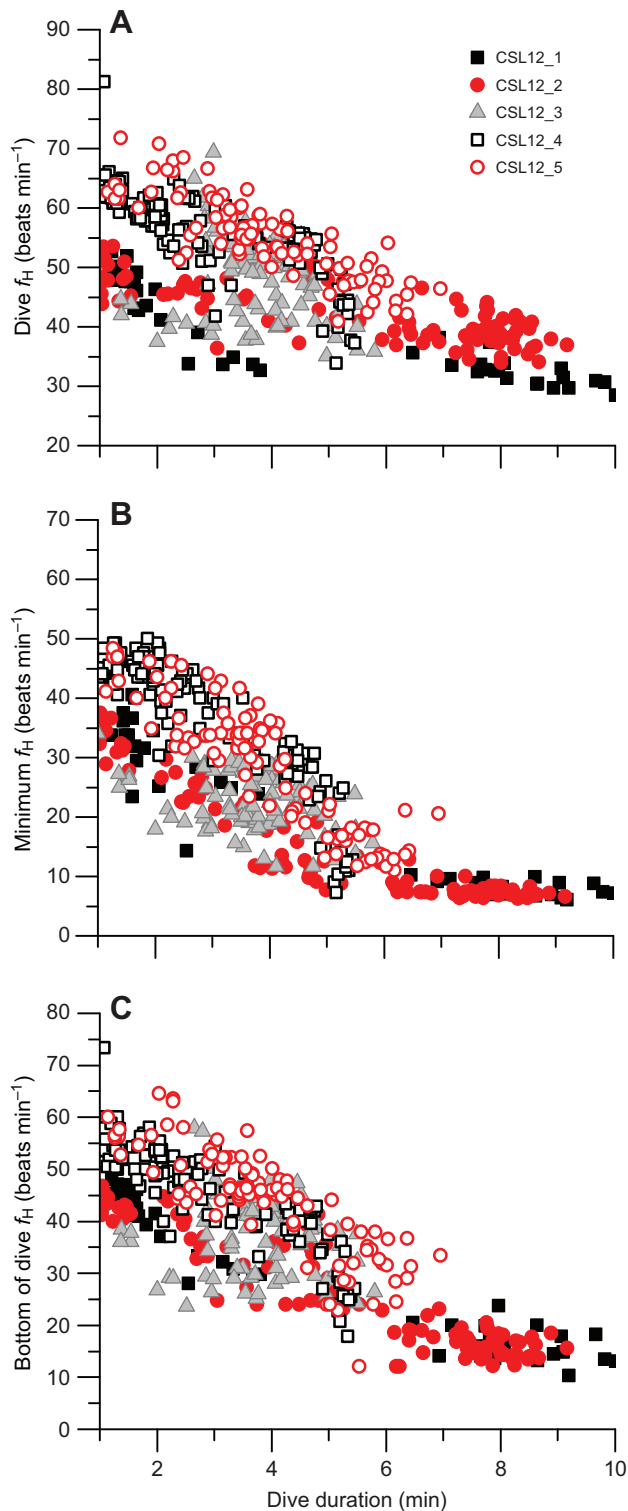 A
90
80
70
60
50
40
30
20
Dive fH (beats min–1)
CSL12_1
CSL12_2
CSL12_3
CSL12_4
CSL12_5
B
70
60
50
40
30
20
10
0
Minimum fH (beats min–1)
C
80
70
60
50
40
30
20
10
0
Bottom of dive fH (beats min–1)
2
4
6
8
10
Dive duration (min)